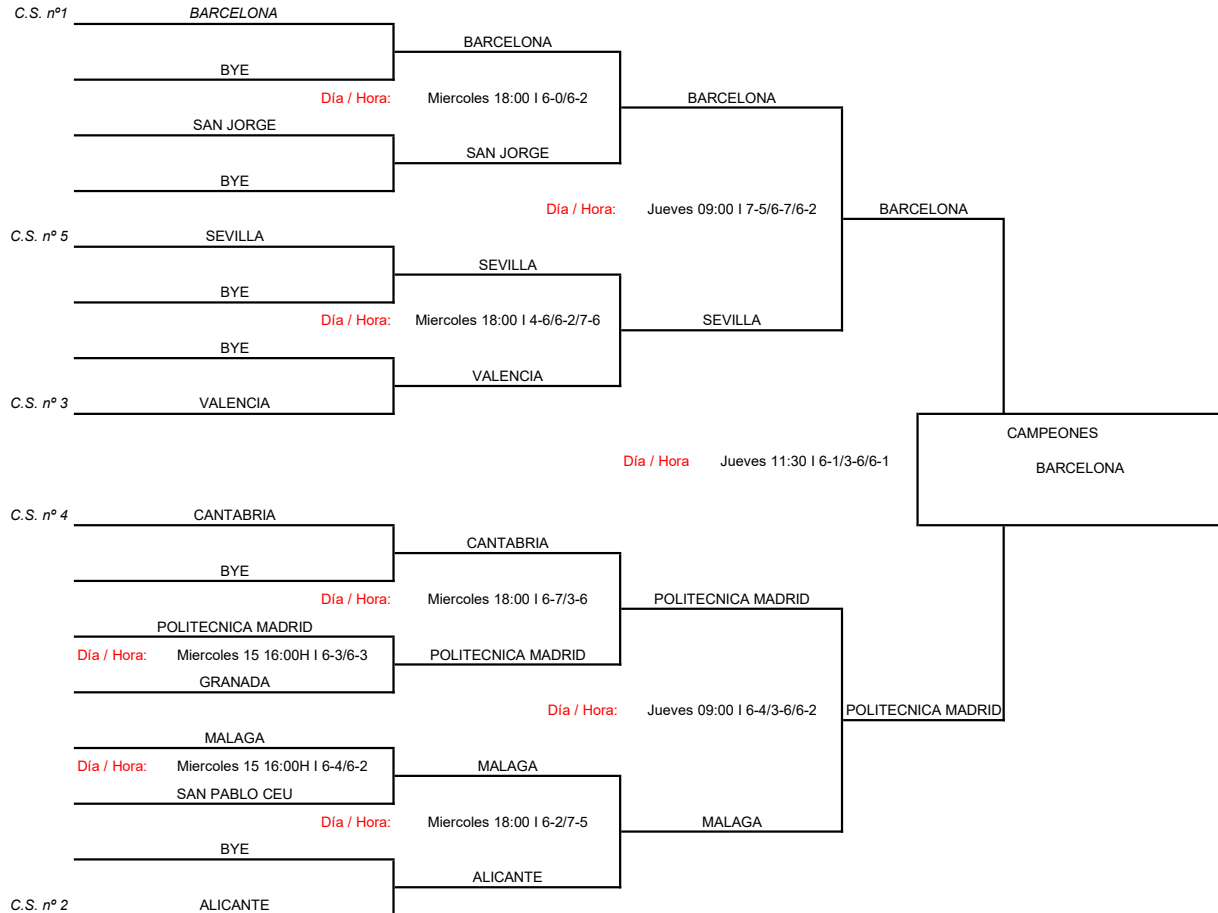 C.S. nº1 BARCELONA
BARCELONA
BYE
Día / Hora: Miercoles 18:00 I 6-0/6-2 BARCELONA
SAN JORGE
SAN JORGE
BYE
Día / Hora: Jueves 09:00 I 7-5/6-7/6-2 BARCELONA
C.S. nº 5 SEVILLA
SEVILLA
BYE
Día / Hora: Miercoles 18:00 I 4-6/6-2/7-6 SEVILLA
BYE
VALENCIA
C.S. nº 3 VALENCIA
CAMPEONES
Día / Hora Jueves 11:30 I 6-1/3-6/6-1
BARCELONA
C.S. nº 4 CANTABRIA
CANTABRIA
BYE
Día / Hora: Miercoles 18:00 I 6-7/3-6 POLITECNICA MADRID
POLITECNICA MADRID
Día / Hora: Miercoles 15 16:00H I 6-3/6-3 POLITECNICA MADRID
GRANADA
Día / Hora: Jueves 09:00 I 6-4/3-6/6-2 POLITECNICA MADRID
MALAGA
Día / Hora: Miercoles 15 16:00H I 6-4/6-2 MALAGA
SAN PABLO CEU
Día / Hora: Miercoles 18:00 I 6-2/7-5 MALAGA
BYE
ALICANTE
C.S. nº 2 ALICANTE